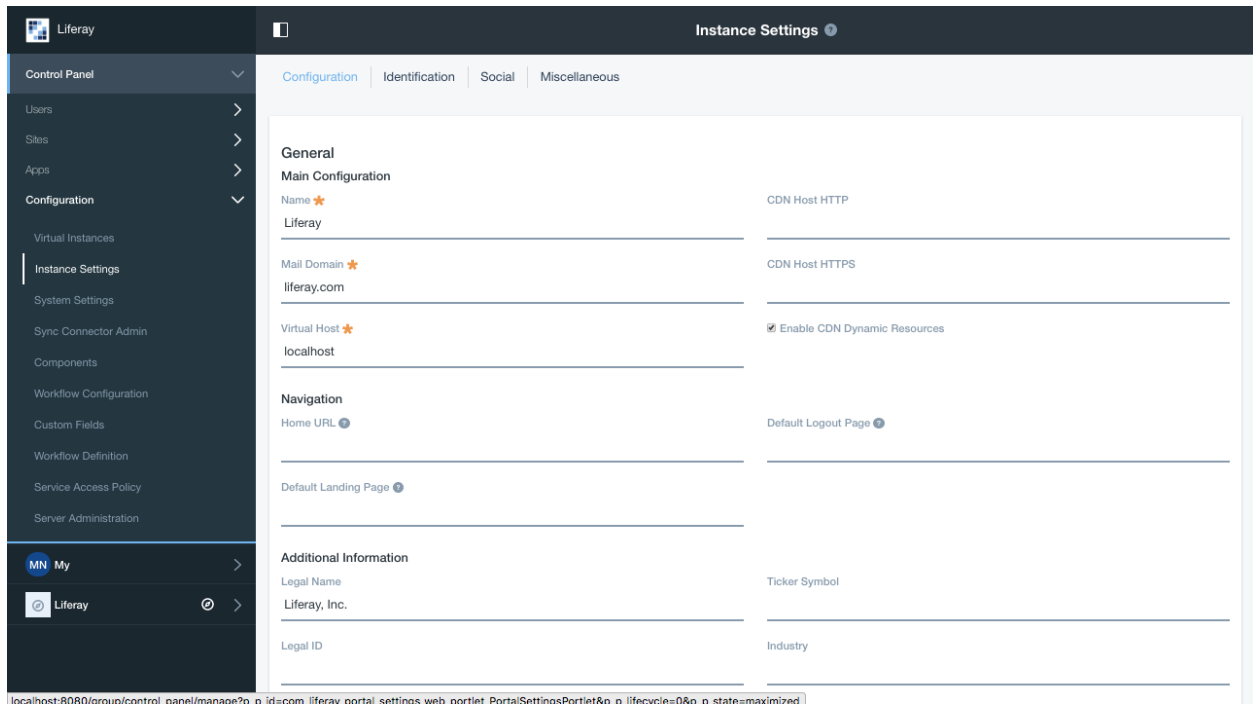 Liferay
Instance Settings ?
Control Panel
Configuration Identification Social Miscellaneous
Users
Sites
Apps
Configuration
Virtual Instances
Instance Settings
System Settings
Sync Connector Admin
Components
Workflow Configuration
Custom Fields
Workflow Definition
Service Access Policy
Server Administration
MN My
Liferay
General
Main Configuration
Name * CDN Host HTTP
Liferay
Mail Domain * CDN Host HTTPS
liferay.com
Virtual Host * Enable CDN Dynamic Resources
localhost
Navigation
Home URL ? Default Logout Page ?
Default Landing Page ?
Additional Information
Legal Name Ticker Symbol
Liferay, Inc.
Legal ID Industry
localhost:8080/group/control_panel/manage?p_p_id=com_liferay_portal_settings_web_portlet_PortalSettingsPortlet&p_p_lifecycle=0&p_p_state=maximized